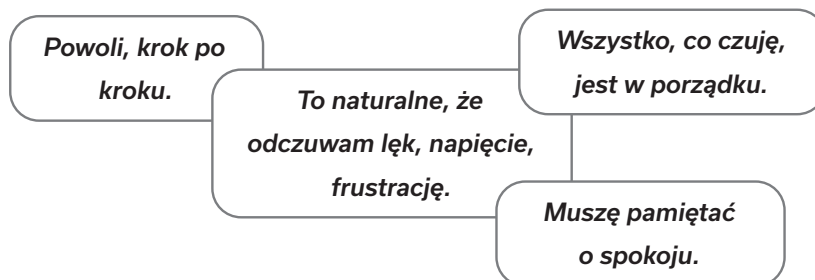 Powoli, krok po
kroku.
Wszystko, co czuję,
jest w porządku.
To naturalne, że
odczuwam lęk, napięcie,
frustrację.
Muszę pamiętać
o spokoju.